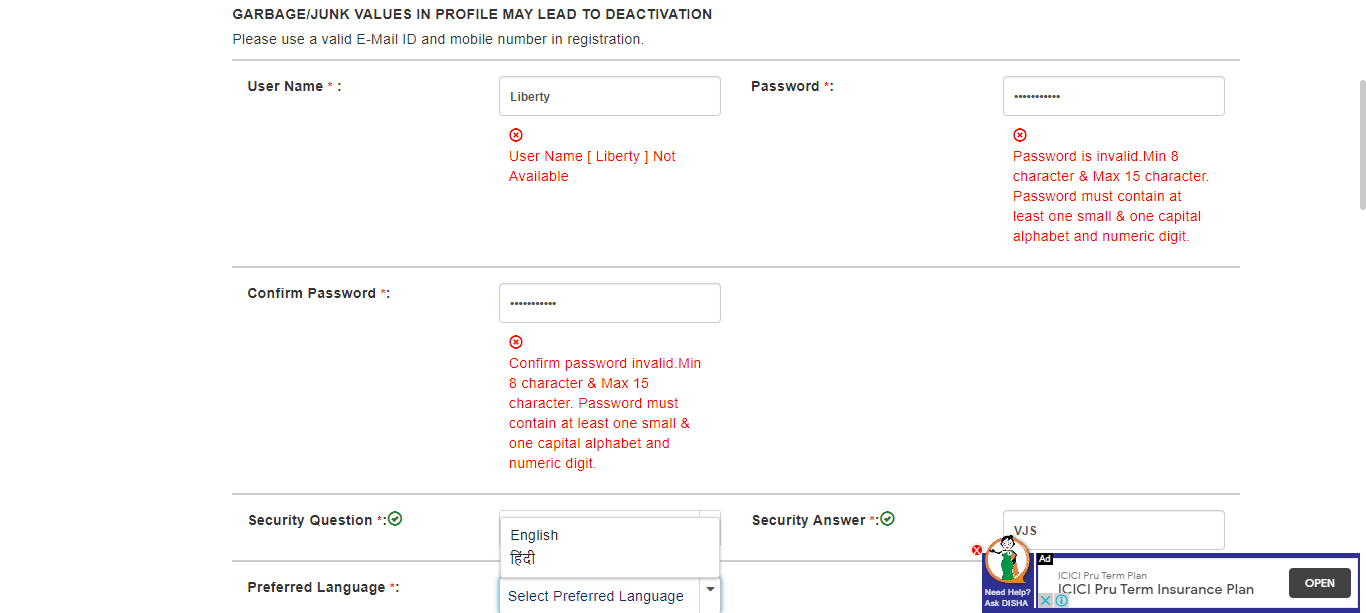 GARBAGE/JUNK VALUES IN PROFILE MAY LEAD TO DEACTIVATION
Please use a valid E-Mail ID and mobile number in registration.
User Name * :
Liberty
User Name [ Liberty ] Not
Available
Password *:
•••••••••••
Password is invalid.Min 8
character & Max 15 character.
Password must contain at
least one small & one capital
alphabet and numeric digit.
Confirm Password *:
•••••••••••
Confirm password invalid.Min
8 character & Max 15
character. Password must
contain at least one small &
one capital alphabet and
numeric digit.
Security Question *:
English
हिंदी
Security Answer *:
VJS
Preferred Language *:
Select Preferred Language
Need Help?
Ask DISHA
Ad
ICICI Pru Term Plan
ICICI Pru Term Insurance Plan
OPEN